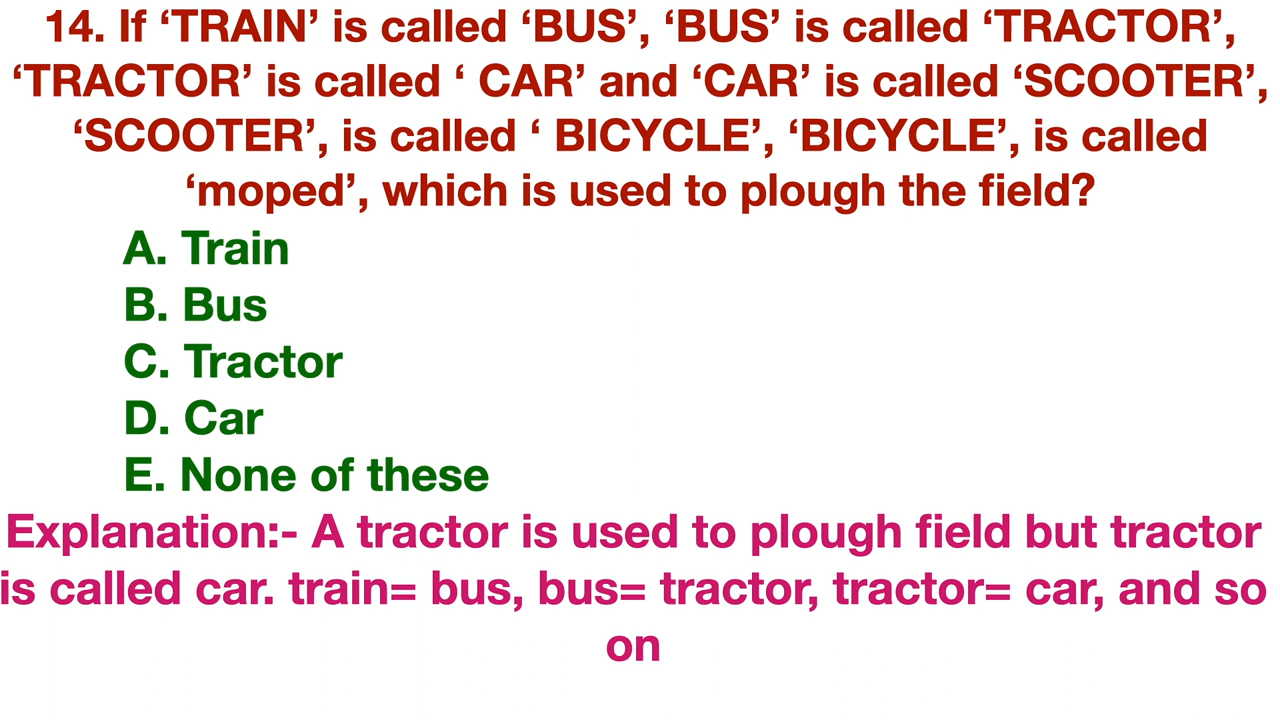 14. If ‘TRAIN’ is called ‘BUS’, ‘BUS’ is called ‘TRACTOR’,
‘TRACTOR’ is called ‘ CAR’ and ‘CAR’ is called ‘SCOOTER’,
‘SCOOTER’, is called ‘ BICYCLE’, ‘BICYCLE’, is called
‘moped’, which is used to plough the field?
A. Train
B. Bus
C. Tractor
D. Car
E. None of these
Explanation:- A tractor is used to plough field but tractor
is called car. train= bus, bus= tractor, tractor= car, and so
on